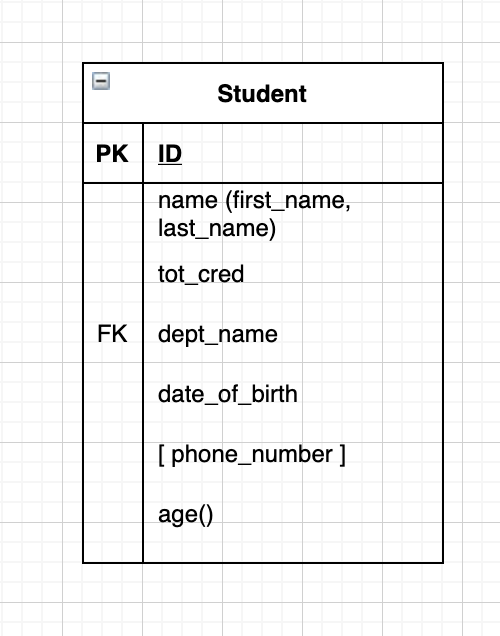 Student
PK ID
name (first_name,
last_name)
tot_cred
FK dept_name
date_of_birth
[ phone_number ]
age()